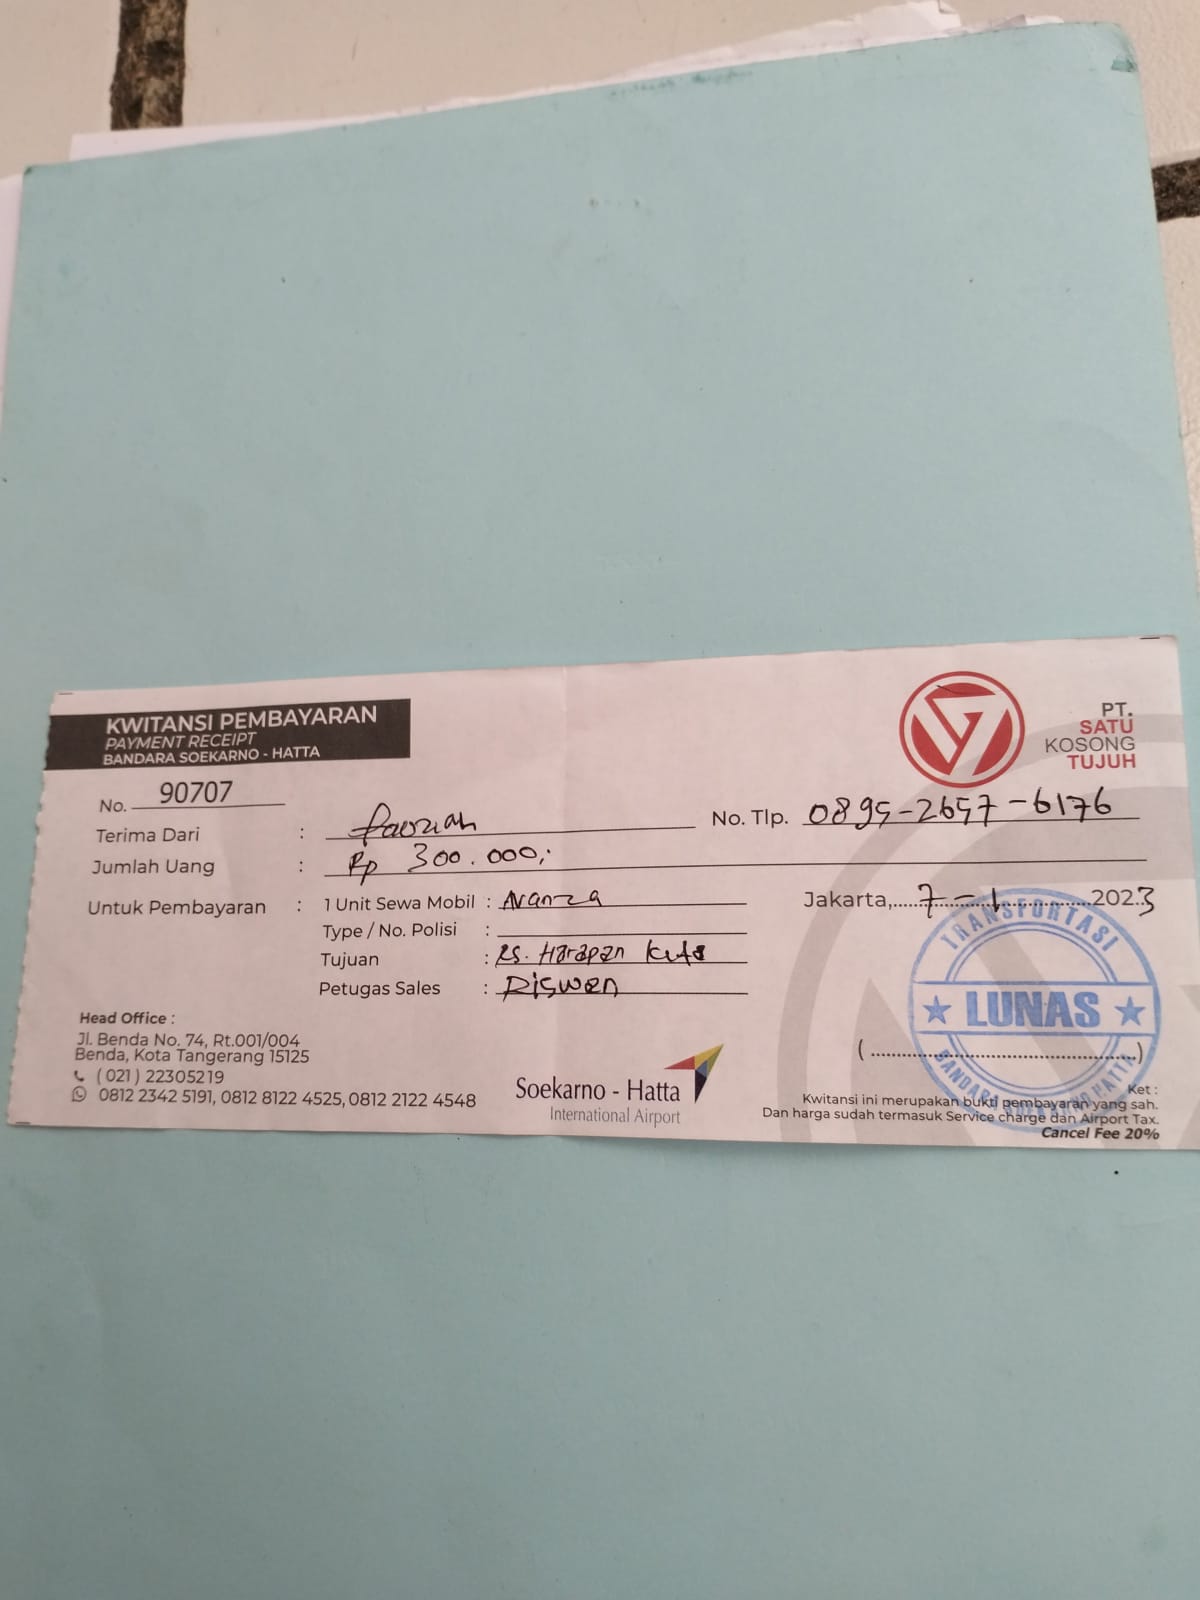 KWITANSI PEMBAYARAN
PAYMENT RECEIPT
BANDARA SOEKARNO - HATTA
PT.
SATU
KOSONG
TUJUH
No. 90707
Terima Dari : Fauziah No. Tlp. 0895-2657-6176
Jumlah Uang : Rp 300.000,-
Untuk Pembayaran : 1 Unit Sewa Mobil : Avanza
Jakarta, 7-1 2023
Type / No. Polisi :
Tujuan : RS. Harapan Kita
Petugas Sales : Riswan
TRANSPORTASI
LUNAS
BANDARA SOEKARNO HATTA
(........................................)
Head Office :
Jl. Benda No. 74, Rt.001/004
Benda, Kota Tangerang 15125
( 021 ) 22305219
0812 2342 5191, 0812 8122 4525, 0812 2122 4548
Soekarno - Hatta
International Airport
Ket :
Kwitansi ini merupakan bukti pembayaran yang sah.
Dan harga sudah termasuk Service charge dan Airport Tax.
Cancel Fee 20%